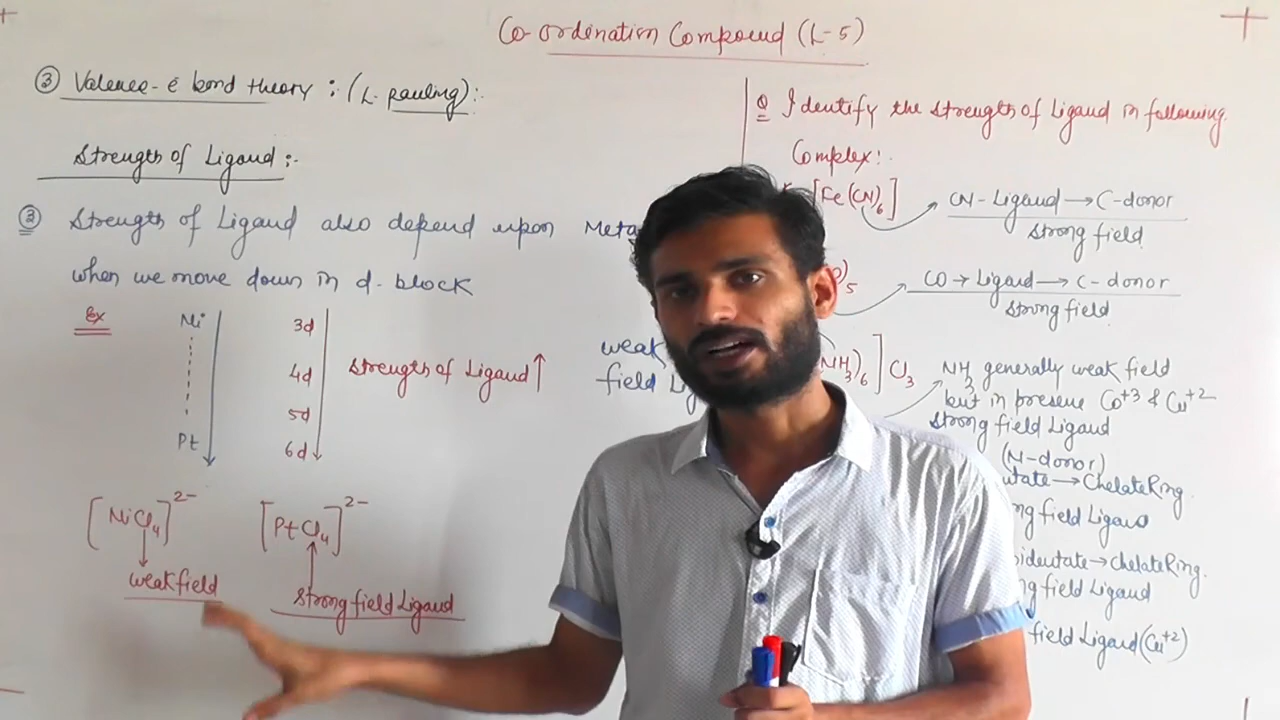 Co-ordination Compound (L-5)
③ Valence-e bond theory :(L. pauling):-
Strength of Ligand:-
③ Strength of Ligand also depend upon Meta
when we move down in d-block
Ex
Ni
Pt
3d
4d
5d
6d
Strength of Ligand ↑
weak
field
[NiCl₄]²⁻
weak field
[PtCl₄]²⁻
strong field Ligand
Q Identify the strength of Ligand in following
Complex:-
[Fe(CN)₆]
CN-Ligand → C-donor
strong field
)₅
CO → Ligand → C-donor
strong field
NH₃)₆]Cl₃
NH₃ generally weak field
but in presene Co⁺³ & Cu⁺²
strong field Ligand
(N-donor)
tate → Chelate Ring.
ng field Ligand
bidentate → Chelate Ring.
g field Ligand
field Ligand (Cu⁺²)